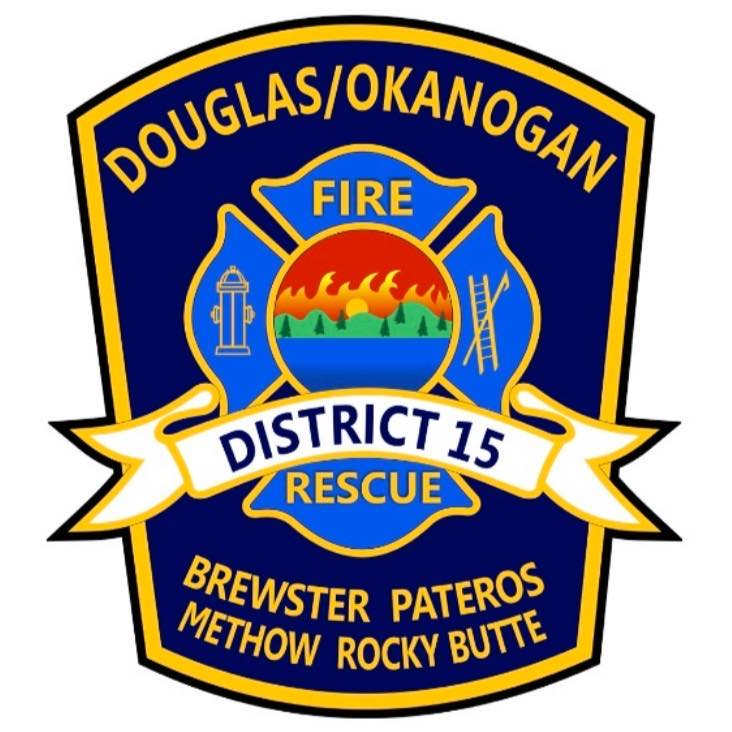 DOUGLAS/OKANOGAN
FIRE
DISTRICT 15
RESCUE
BREWSTER PATEROS
METHOW ROCKY BUTTE